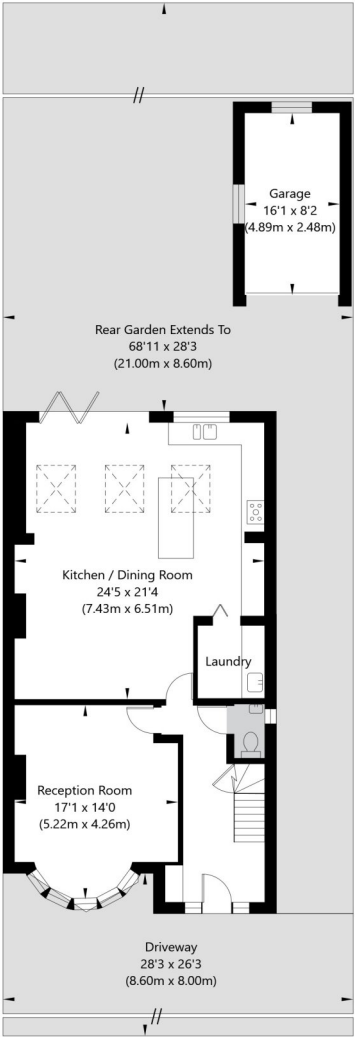 Garage
16'1 x 8'2
(4.89m x 2.48m)
Rear Garden Extends To
68'11 x 28'3
(21.00m x 8.60m)
Kitchen / Dining Room
24'5 x 21'4
(7.43m x 6.51m)
Laundry
Reception Room
17'1 x 14'0
(5.22m x 4.26m)
Driveway
28'3 x 26'3
(8.60m x 8.00m)